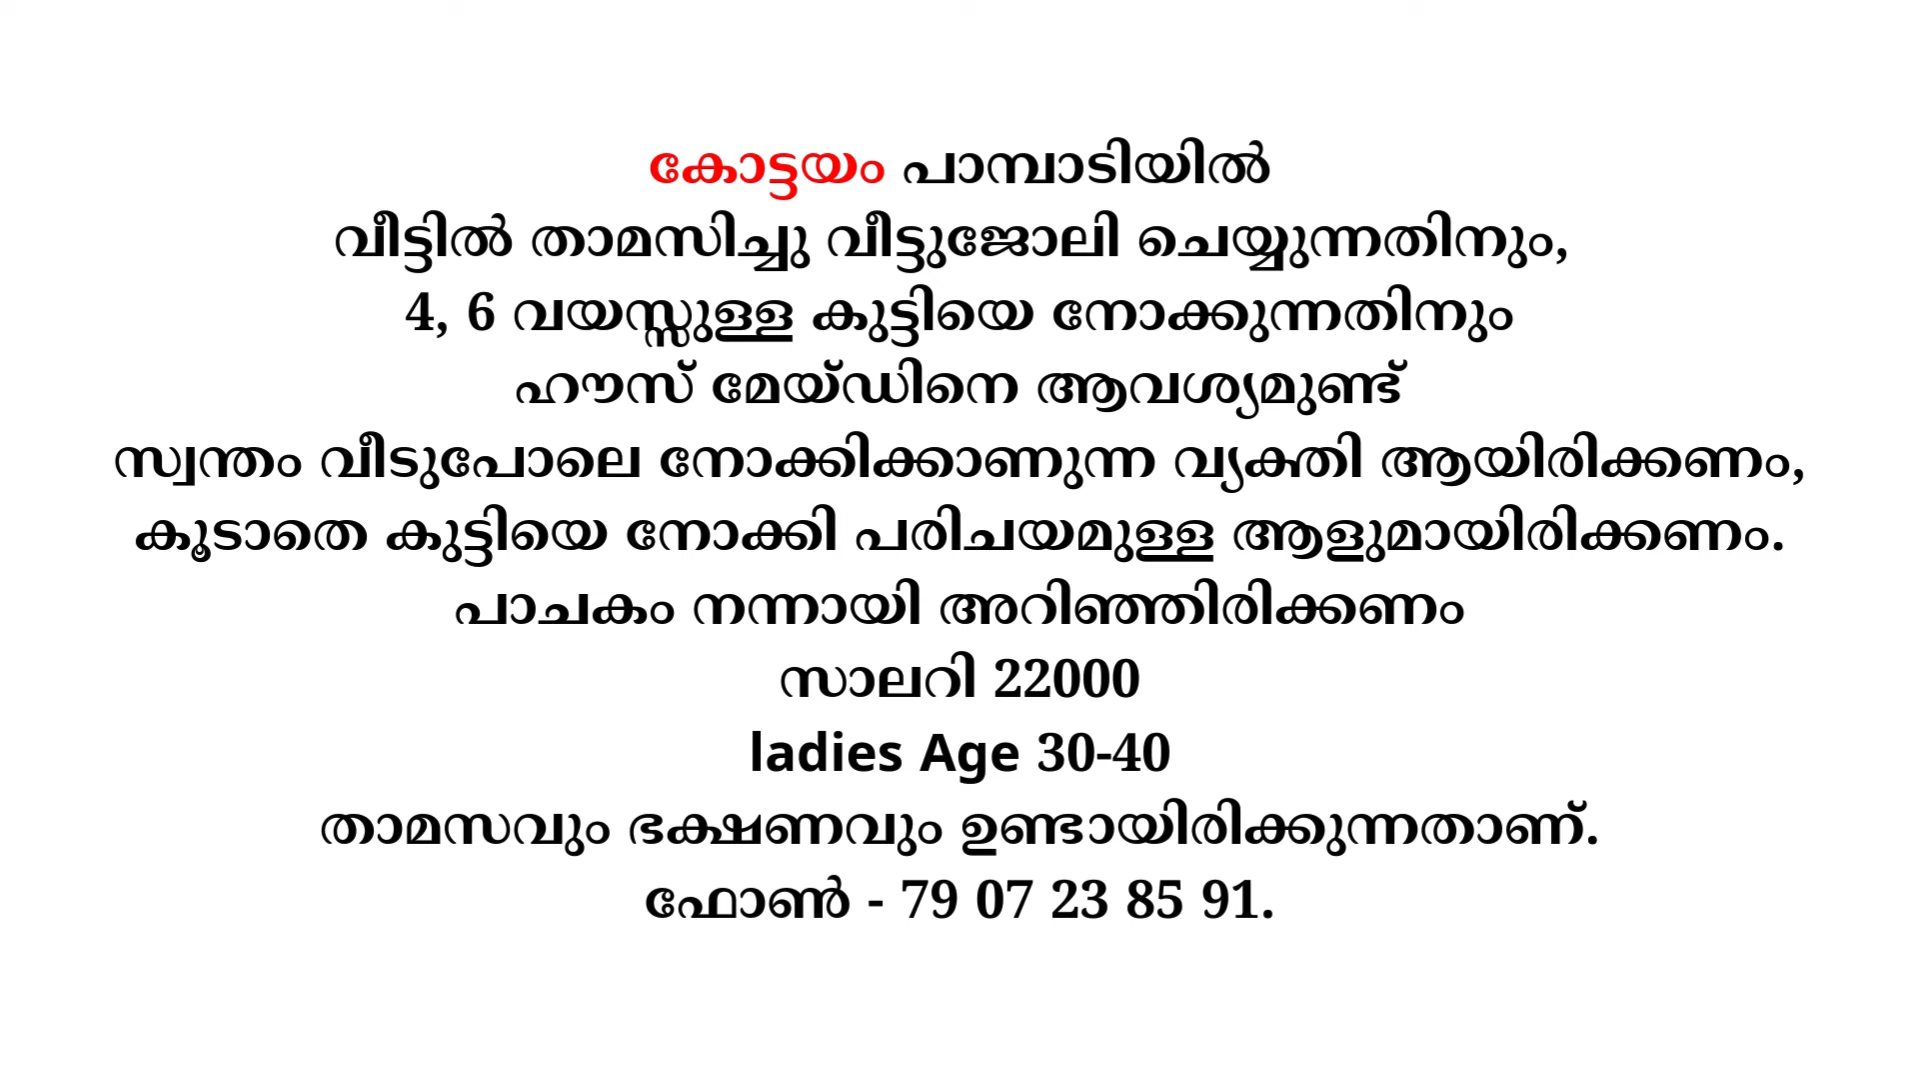 കോട്ടയം പാമ്പാടിയിൽ
വീട്ടിൽ താമസിച്ചു വീട്ടുജോലി ചെയ്യുന്നതിനും,
4, 6 വയസ്സുള്ള കുട്ടിയെ നോക്കുന്നതിനും
ഹൗസ് മേയ്ഡിനെ ആവശ്യമുണ്ട്
സ്വന്തം വീടുപോലെ നോക്കിക്കാണുന്ന വ്യക്തി ആയിരിക്കണം,
കൂടാതെ കുട്ടിയെ നോക്കി പരിചയമുള്ള ആളുമായിരിക്കണം.
പാചകം നന്നായി അറിഞ്ഞിരിക്കണം
സാലറി 22000
ladies Age 30-40
താമസവും ഭക്ഷണവും ഉണ്ടായിരിക്കുന്നതാണ്.
ഫോൺ - 79 07 23 85 91.